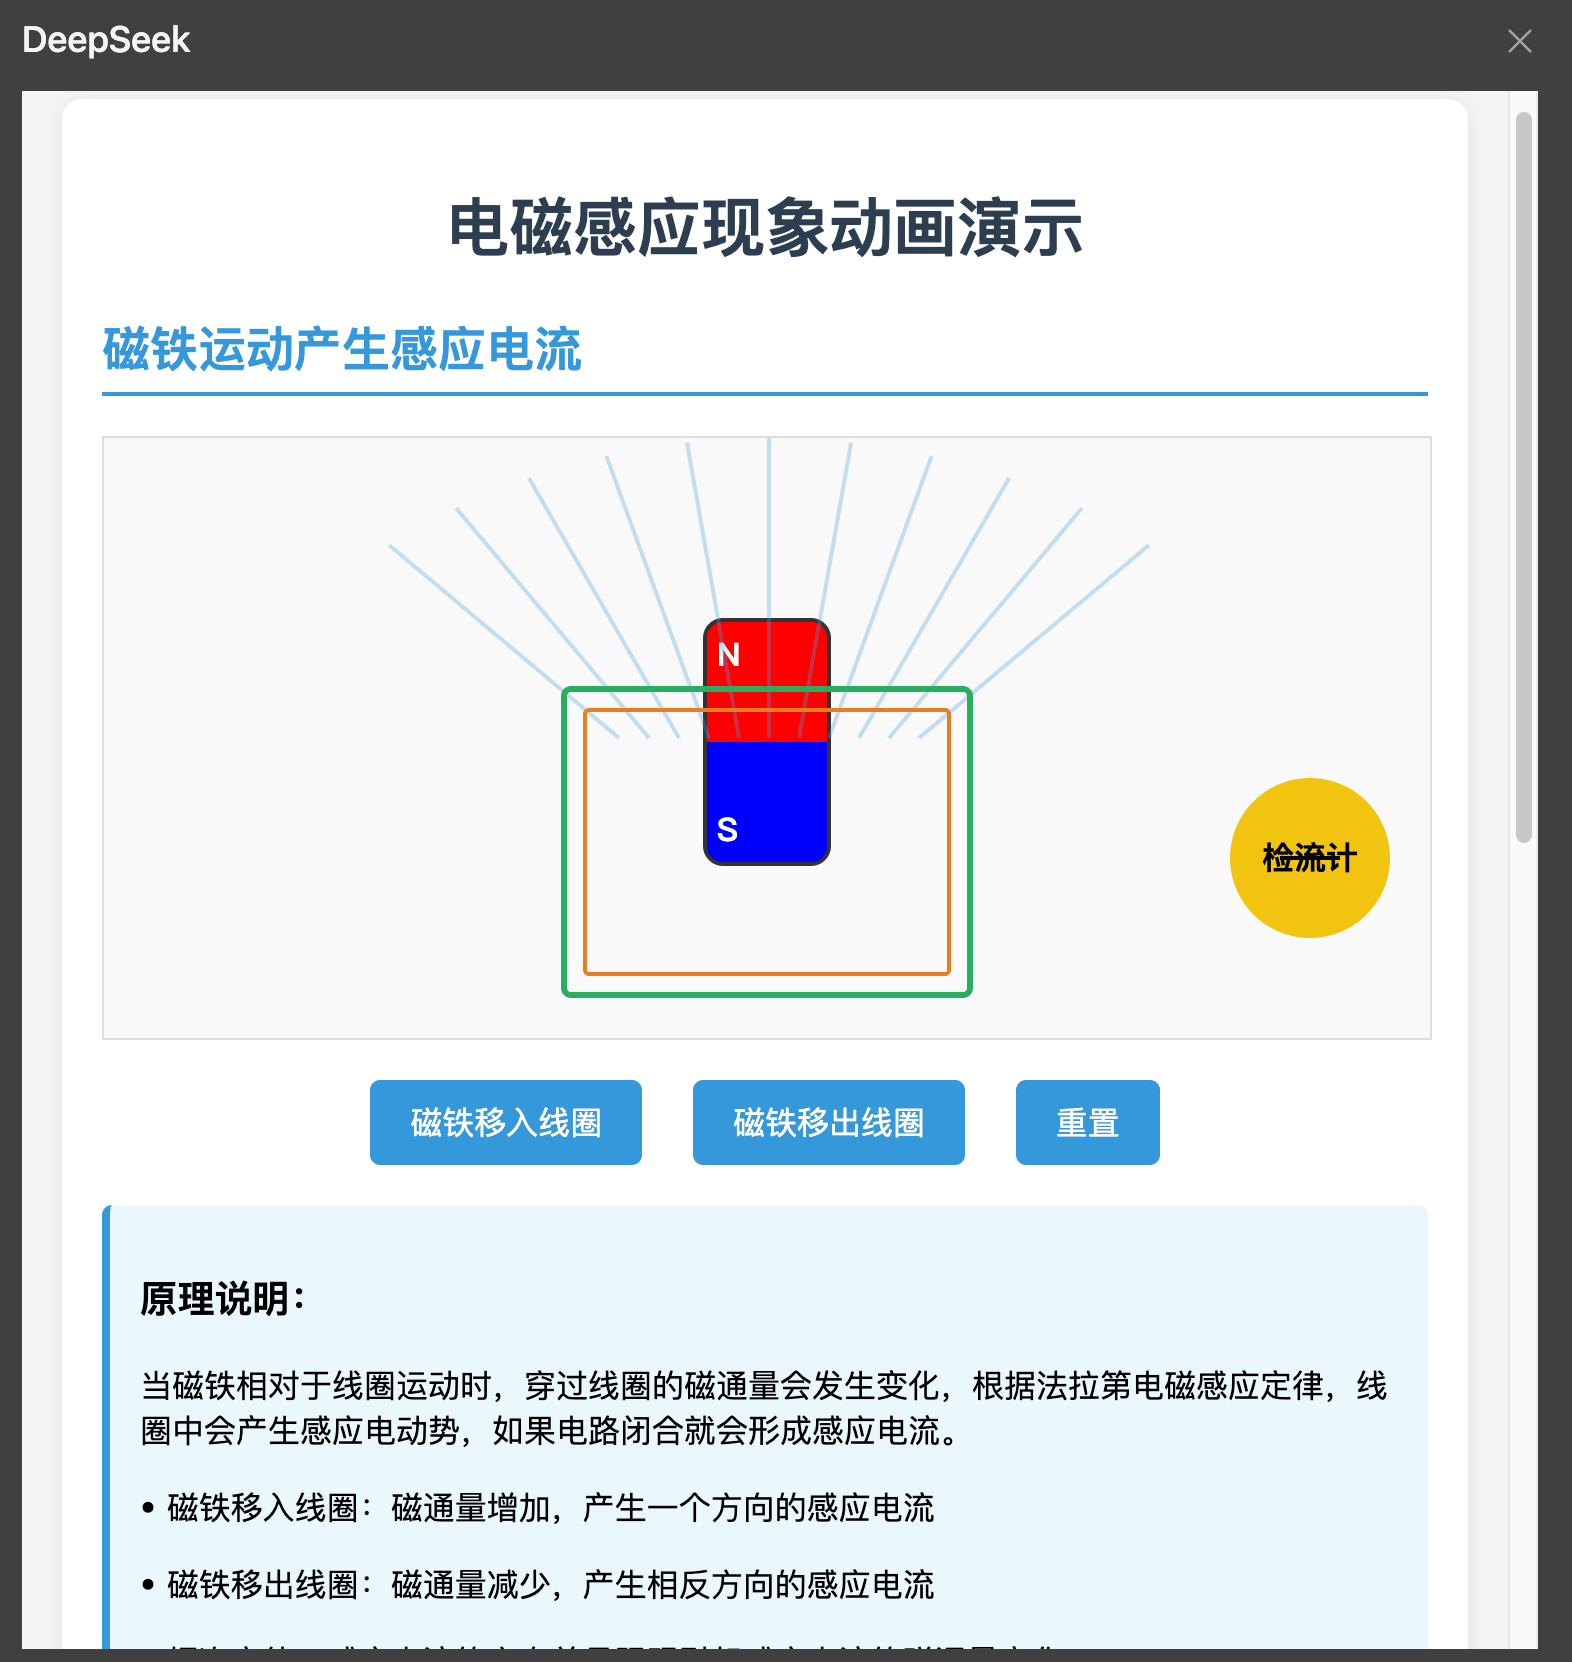 DeepSeek
电磁感应现象动画演示
磁铁运动产生感应电流
N
S
检流计
磁铁移入线圈
磁铁移出线圈
重置
原理说明：
当磁铁相对于线圈运动时，穿过线圈的磁通量会发生变化，根据法拉第电磁感应定律，线
圈中会产生感应电动势，如果电路闭合就会形成感应电流。
• 磁铁移入线圈：磁通量增加，产生一个方向的感应电流
• 磁铁移出线圈：磁通量减少，产生相反方向的感应电流